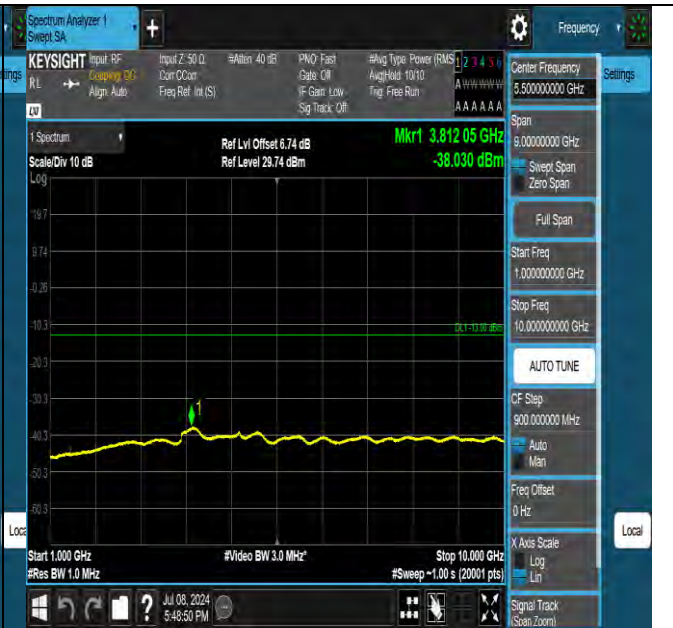 Spectrum Analyzer 1
Swept SA
+
Frequency
KEYSIGHT
Input: RF
Coupling: DC
Align: Auto
Input Z: 50 Ω
Corr CCorr
Freq Ref: Int (S)
#Atten: 40 dB
PNO: Fast
Gate: Off
IF Gain: Low
Sig Track: Off
#Avg Type: Power (RMS
Avg|Hold: 10/10
Trig: Free Run
1 2 3 4 5 6
A W W W W W
A A A A A A
RL
LXI
Settings
Center Frequency
5.500000000 GHz
Settings
1 Spectrum
Ref Lvl Offset 6.74 dB
Mkr1 3.812 05 GHz
Scale/Div 10 dB
Ref Level 29.74 dBm
-38.030 dBm
Log
19.7
9.74
-0.26
-10.3
DL1 -13.00 dBm
-20.3
-30.3
1
-40.3
-50.3
-60.3
Start 1.000 GHz
#Video BW 3.0 MHz*
Stop 10.000 GHz
#Res BW 1.0 MHz
#Sweep ~1.00 s (20001 pts)
Span
9.00000000 GHz
Swept Span
Zero Span
Full Span
Start Freq
1.000000000 GHz
Stop Freq
10.000000000 GHz
AUTO TUNE
CF Step
900.000000 MHz
Auto
Man
Freq Offset
0 Hz
X Axis Scale
Log
Lin
Signal Track
(Span Zoom)
Local
Local
?
Jul 08, 2024
5:48:50 PM